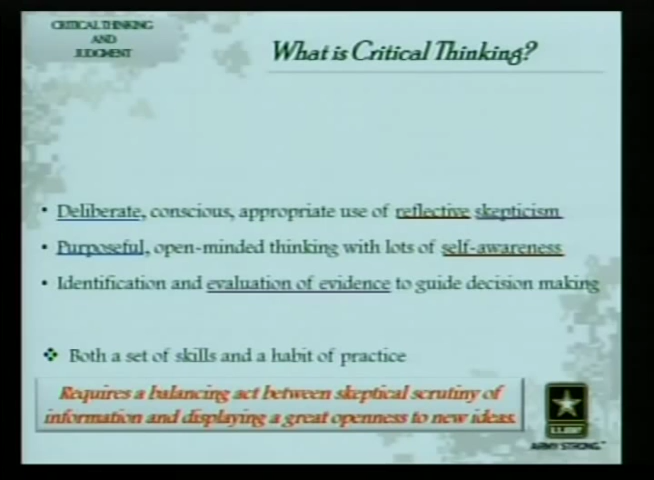 CRITICAL THINKING
AND
JUDGMENT
What is Critical Thinking?
• Deliberate, conscious, appropriate use of reflective skepticism
• Purposeful, open-minded thinking with lots of self-awareness
• Identification and evaluation of evidence to guide decision making
❖ Both a set of skills and a habit of practice
Requires a balancing act between skeptical scrutiny of
information and displaying a great openness to new ideas.
U.S. ARMY
ARMY STRONG.™